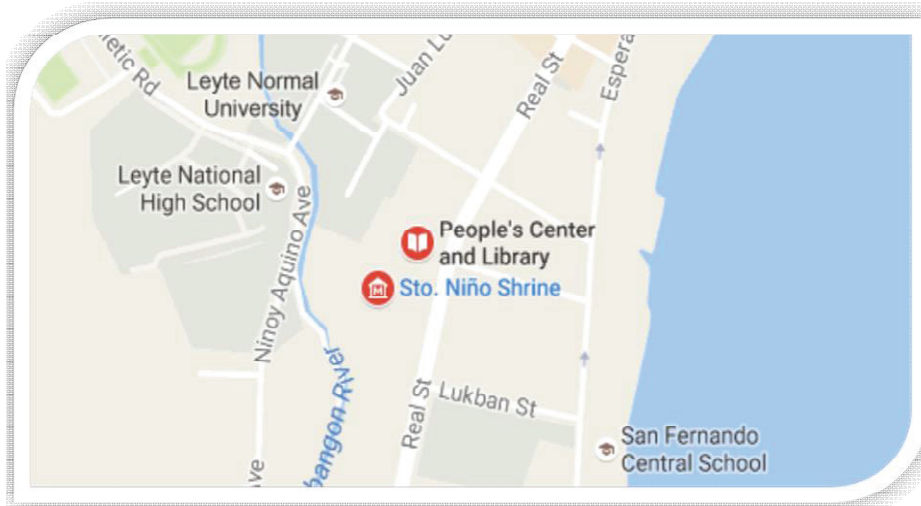 letic Rd
Leyte Normal
University
Juan Lu
Real St
Espera
Leyte National
High School
Ninoy Aquino Ave
People's Center
and Library
M
Sto. Niño Shrine
bangon River
Real St
Lukban St
San Fernando
Central School
ve